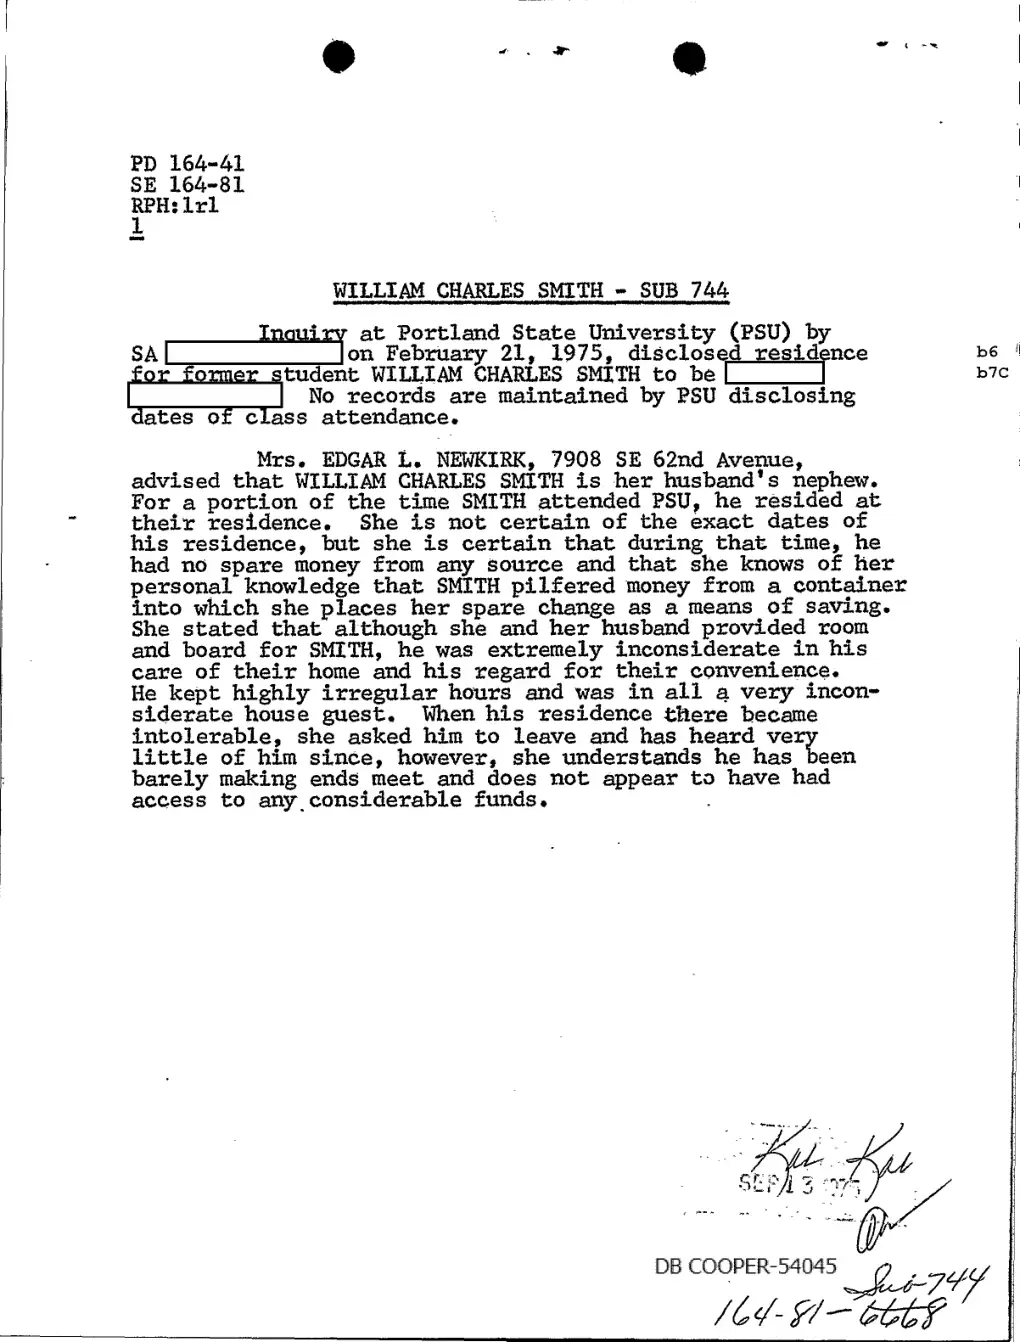 PD 164-41
SE 164-81
RPH:lrl
1
WILLIAM CHARLES SMITH - SUB 744
Inquiry at Portland State University (PSU) by
SA on February 21, 1975, disclosed residence
for former student WILLIAM CHARLES SMITH to be
No records are maintained by PSU disclosing
dates of class attendance.
b6
b7C
Mrs. EDGAR L. NEWKIRK, 7908 SE 62nd Avenue,
advised that WILLIAM CHARLES SMITH is her husband's nephew.
For a portion of the time SMITH attended PSU, he resided at
their residence. She is not certain of the exact dates of
his residence, but she is certain that during that time, he
had no spare money from any source and that she knows of her
personal knowledge that SMITH pilfered money from a container
into which she places her spare change as a means of saving.
She stated that although she and her husband provided room
and board for SMITH, he was extremely inconsiderate in his
care of their home and his regard for their convenience.
He kept highly irregular hours and was in all a very incon-
siderate house guest. When his residence there became
intolerable, she asked him to leave and has heard very
little of him since, however, she understands he has been
barely making ends meet and does not appear to have had
access to any considerable funds.
SEP 13
DB COOPER-54045
Sub-744
164-81-6668